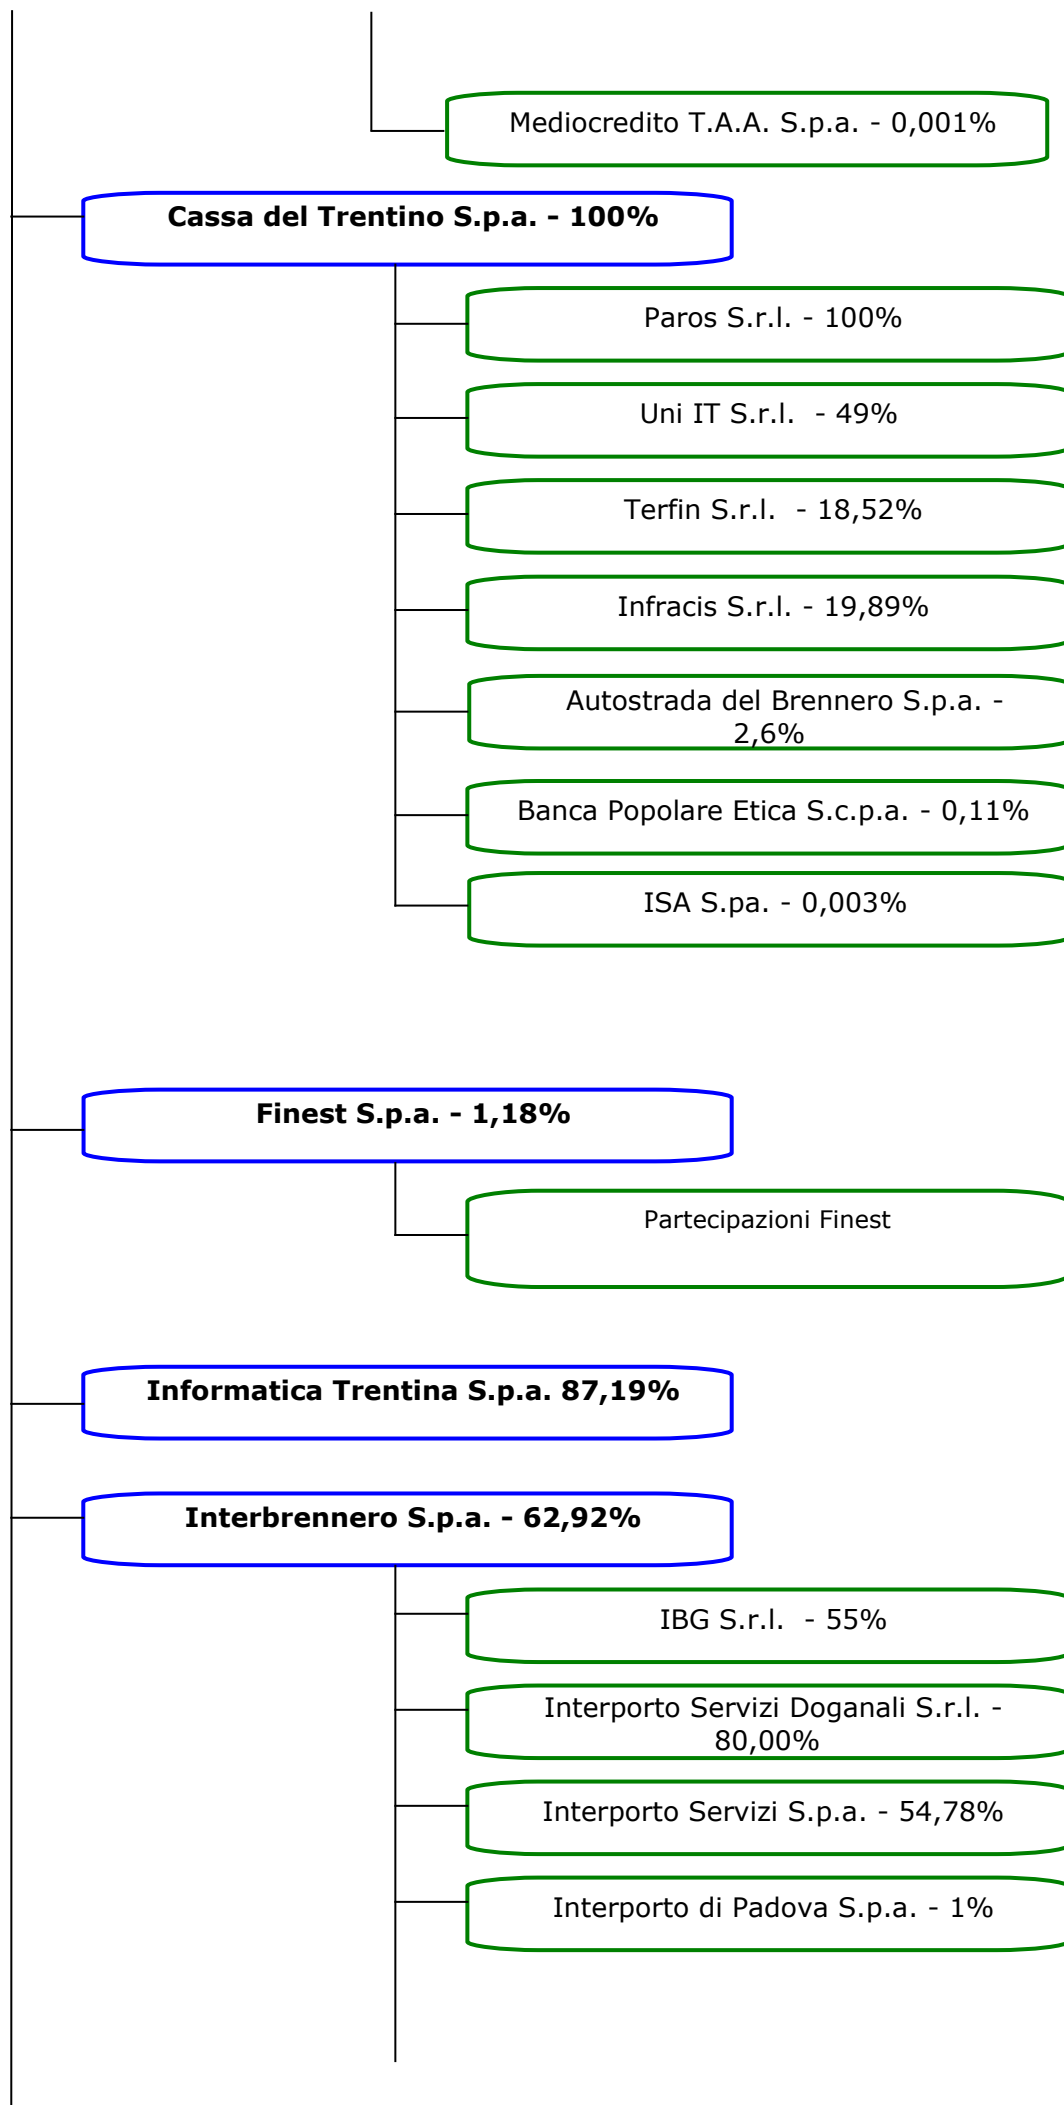 Mediocredito T.A.A. S.p.a. - 0,001%
Cassa del Trentino S.p.a. - 100%
Paros S.r.l. - 100%
Uni IT S.r.l.  - 49%
Terfin S.r.l.  - 18,52%
Infracis S.r.l. - 19,89%
Autostrada del Brennero S.p.a. -
2,6%
Banca Popolare Etica S.c.p.a. - 0,11%
ISA S.pa. - 0,003%
Finest S.p.a. - 1,18%
Partecipazioni Finest
Informatica Trentina S.p.a. 87,19%
Interbrennero S.p.a. - 62,92%
IBG S.r.l.  - 55%
Interporto Servizi Doganali S.r.l. -
80,00%
Interporto Servizi S.p.a. - 54,78%
Interporto di Padova S.p.a. - 1%